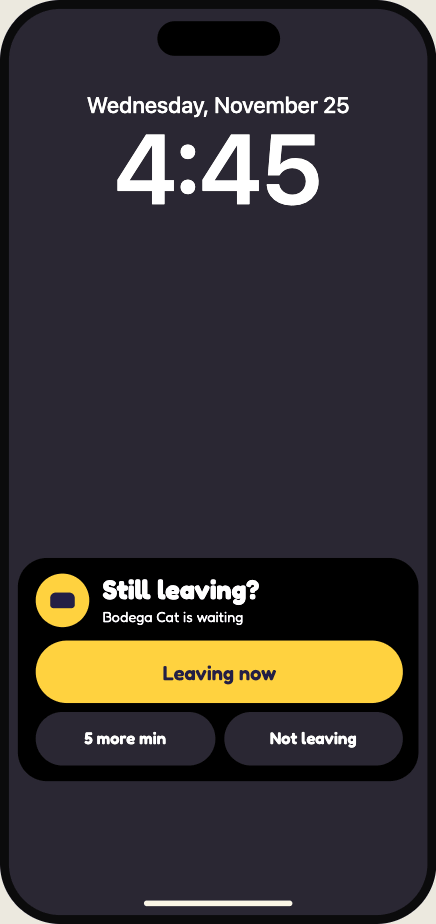 Wednesday, November 25
4:45
Still leaving?
Bodega Cat is waiting
Leaving now
5 more min
Not leaving